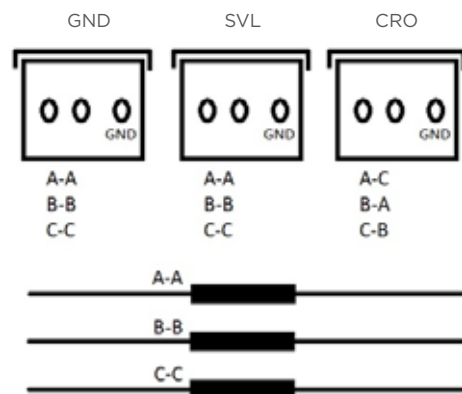 GND SVL CRO
GND GND GND
A-A A-A A-C
B-B B-B B-A
C-C C-C C-B
A-A
B-B
C-C